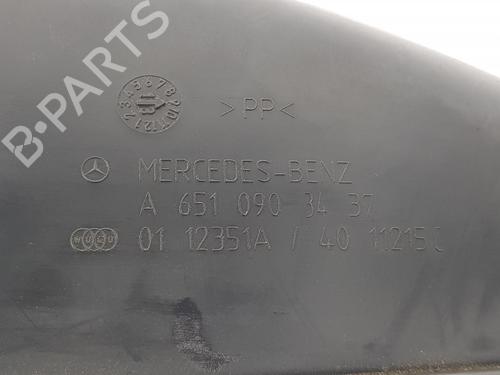 >PP<
MERCEDES-BENZ
A 651 090 34 37
01 12351A / 40 11215
B-PARTS